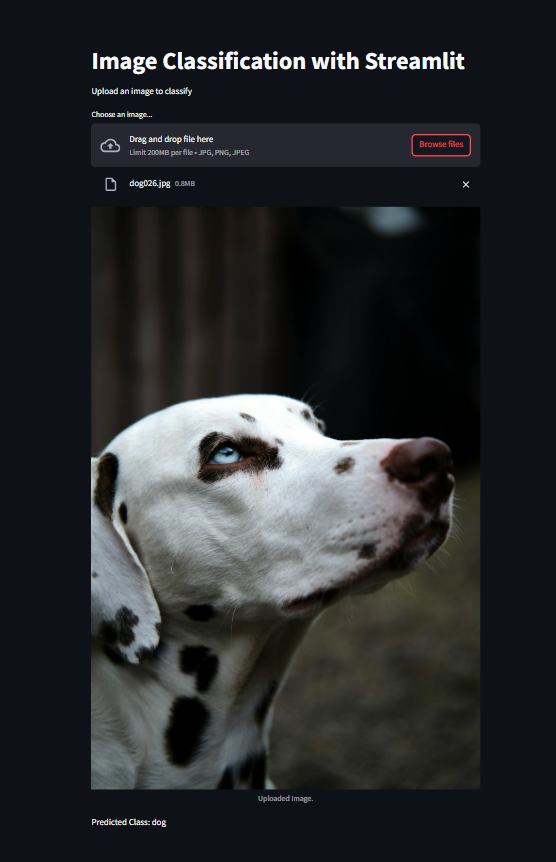 Image Classification with Streamlit
Upload an image to classify
Choose an image...
Drag and drop file here
Limit 200MB per file • JPG, PNG, JPEG
Browse files
dog026.jpg 0.8MB
Uploaded Image.
Predicted Class: dog